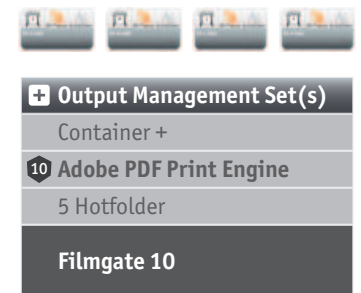 + Output Management Set(s)
Container +
10 Adobe PDF Print Engine
5 Hotfolder
Filmgate 10